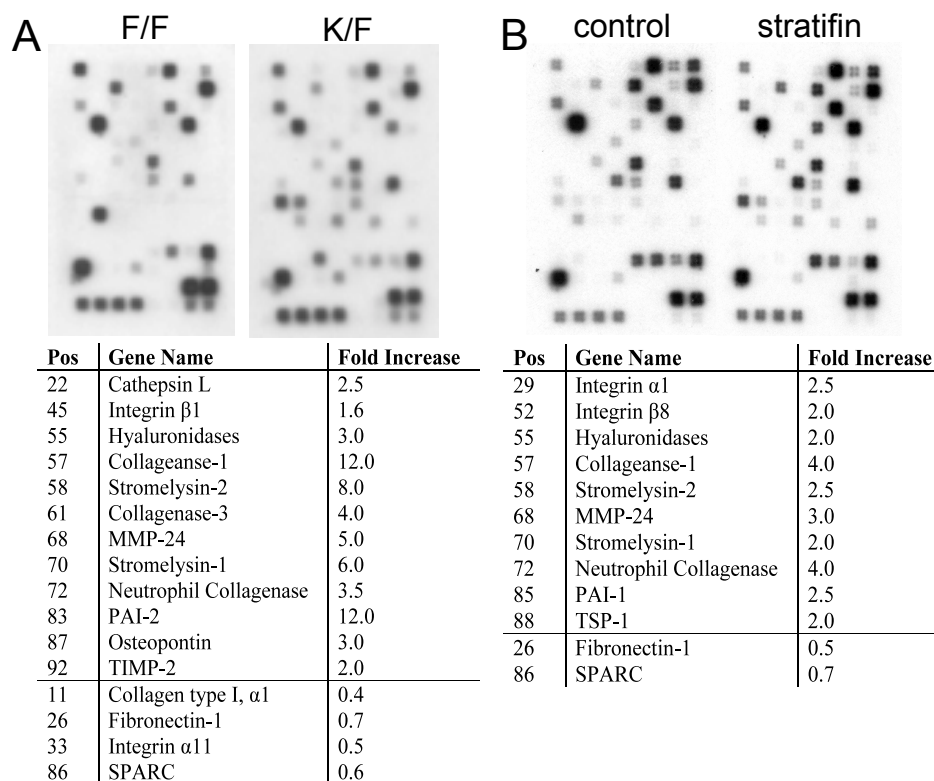 A
F/F
K/F
B
control
stratifin
Pos Gene Name Fold Increase
22 Cathepsin L 2.5
45 Integrin β1 1.6
55 Hyaluronidases 3.0
57 Collageanse-1 12.0
58 Stromelysin-2 8.0
61 Collagenase-3 4.0
68 MMP-24 5.0
70 Stromelysin-1 6.0
72 Neutrophil Collagenase 3.5
83 PAI-2 12.0
87 Osteopontin 3.0
92 TIMP-2 2.0
11 Collagen type I, α1 0.4
26 Fibronectin-1 0.7
33 Integrin α11 0.5
86 SPARC 0.6
Pos Gene Name Fold Increase
29 Integrin α1 2.5
52 Integrin β8 2.0
55 Hyaluronidases 2.0
57 Collageanse-1 4.0
58 Stromelysin-2 2.5
68 MMP-24 3.0
70 Stromelysin-1 2.0
72 Neutrophil Collagenase 4.0
85 PAI-1 2.5
88 TSP-1 2.0
26 Fibronectin-1 0.5
86 SPARC 0.7